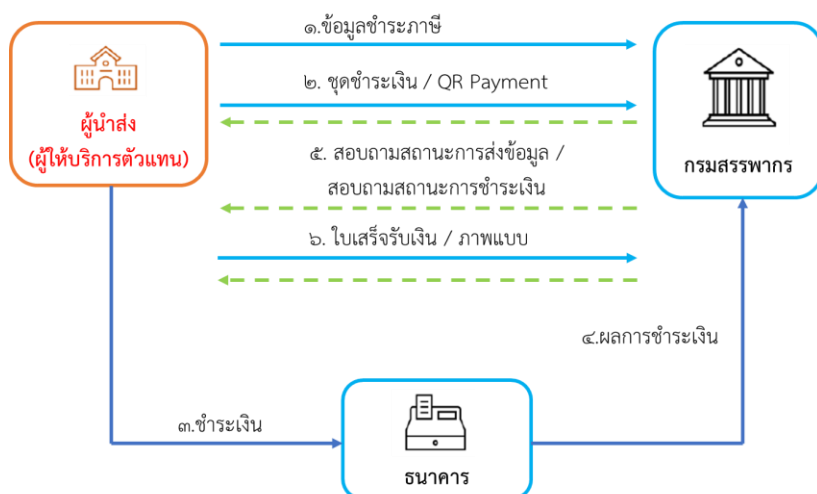 ๑.ข้อมูลชำระภาษี
๒. ชุดชำระเงิน / QR Payment
ผู้นำส่ง
(ผู้ให้บริการตัวแทน)
๕. สอบถามสถานะการส่งข้อมูล /
สอบถามสถานะการชำระเงิน
กรมสรรพากร
๖. ใบเสร็จรับเงิน / ภาพแบบ
๔.ผลการชำระเงิน
๓.ชำระเงิน
ธนาคาร